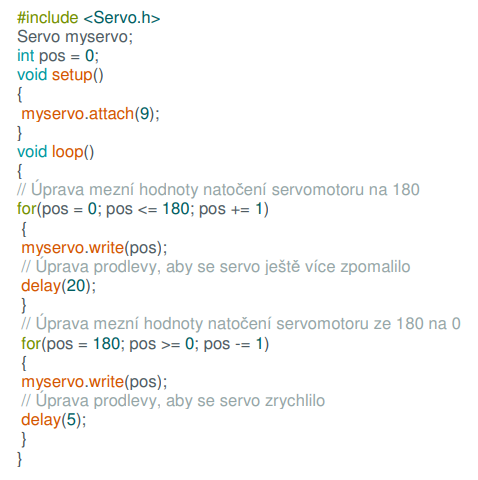 #include <Servo.h>
Servo myservo;
int pos = 0;
void setup()
{
myservo.attach(9);
}
void loop()
{
// Úprava mezní hodnoty natočení servomotoru na 180
for(pos = 0; pos <= 180; pos += 1)
{
myservo.write(pos);
// Úprava prodlevy, aby se servo ještě více zpomalilo
delay(20);
}
// Úprava mezní hodnoty natočení servomotoru ze 180 na 0
for(pos = 180; pos >= 0; pos -= 1)
{
myservo.write(pos);
// Úprava prodlevy, aby se servo zrychlilo
delay(5);
}
}